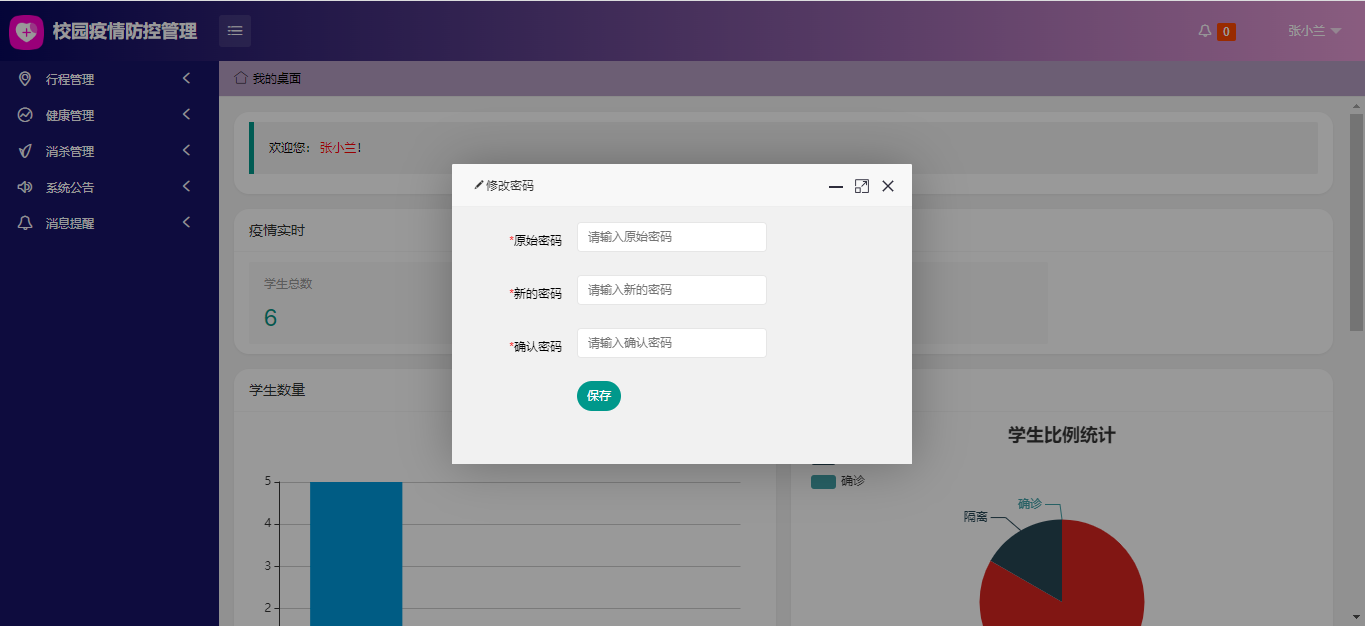 校园疫情防控管理
0
张小兰
行程管理
健康管理
消杀管理
系统公告
消息提醒
我的桌面
欢迎您：张小兰！
疫情实时
学生总数
6
修改密码
*原始密码 请输入原始密码
*新的密码 请输入新的密码
*确认密码 请输入确认密码
保存
学生数量
5
4
3
2
学生比例统计
确诊
确诊
隔离